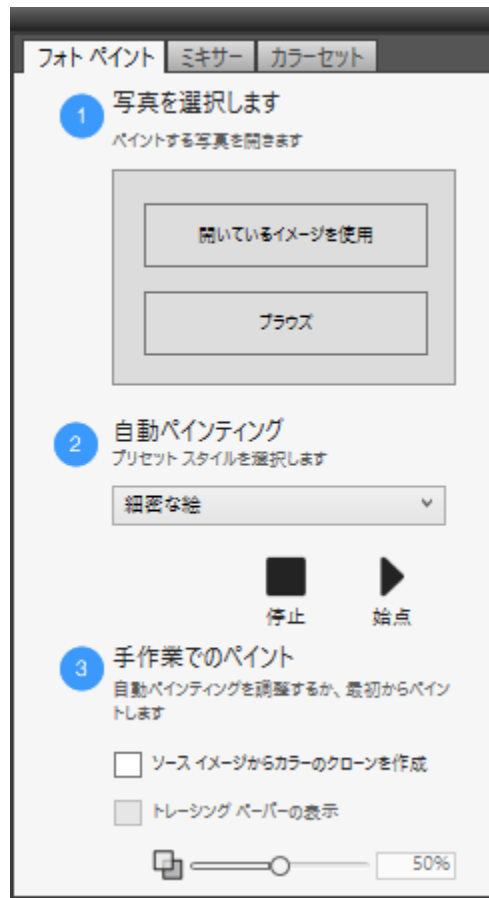 フォト ペイント ミキサー カラーセット
1 写真を選択します
ペイントする写真を開きます
開いているイメージを使用
ブラウズ
2 自動ペインティング
プリセット スタイルを選択します
細密な絵
停止 始点
3 手作業でのペイント
自動ペインティングを調整するか、最初からペイン
トします
ソース イメージからカラーのクローンを作成
トレーシング ペーパーの表示
50%